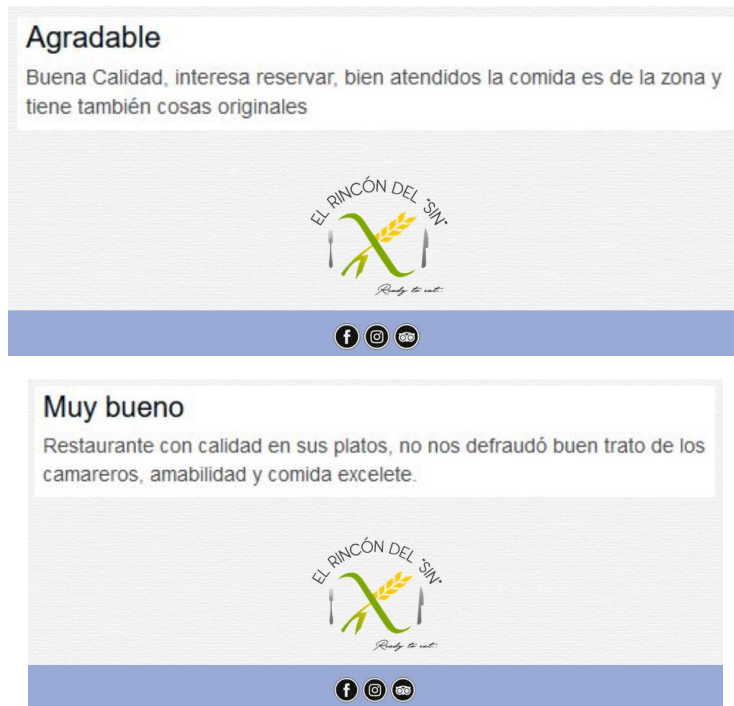 Agradable
Buena Calidad, interesa reservar, bien atendidos la comida es de la zona y
tiene también cosas originales
EL RINCÓN DEL "SIN"
Ready to eat..
Muy bueno
Restaurante con calidad en sus platos, no nos defraudó buen trato de los
camareros, amabilidad y comida excelete.
EL RINCÓN DEL "SIN"
Ready to eat..